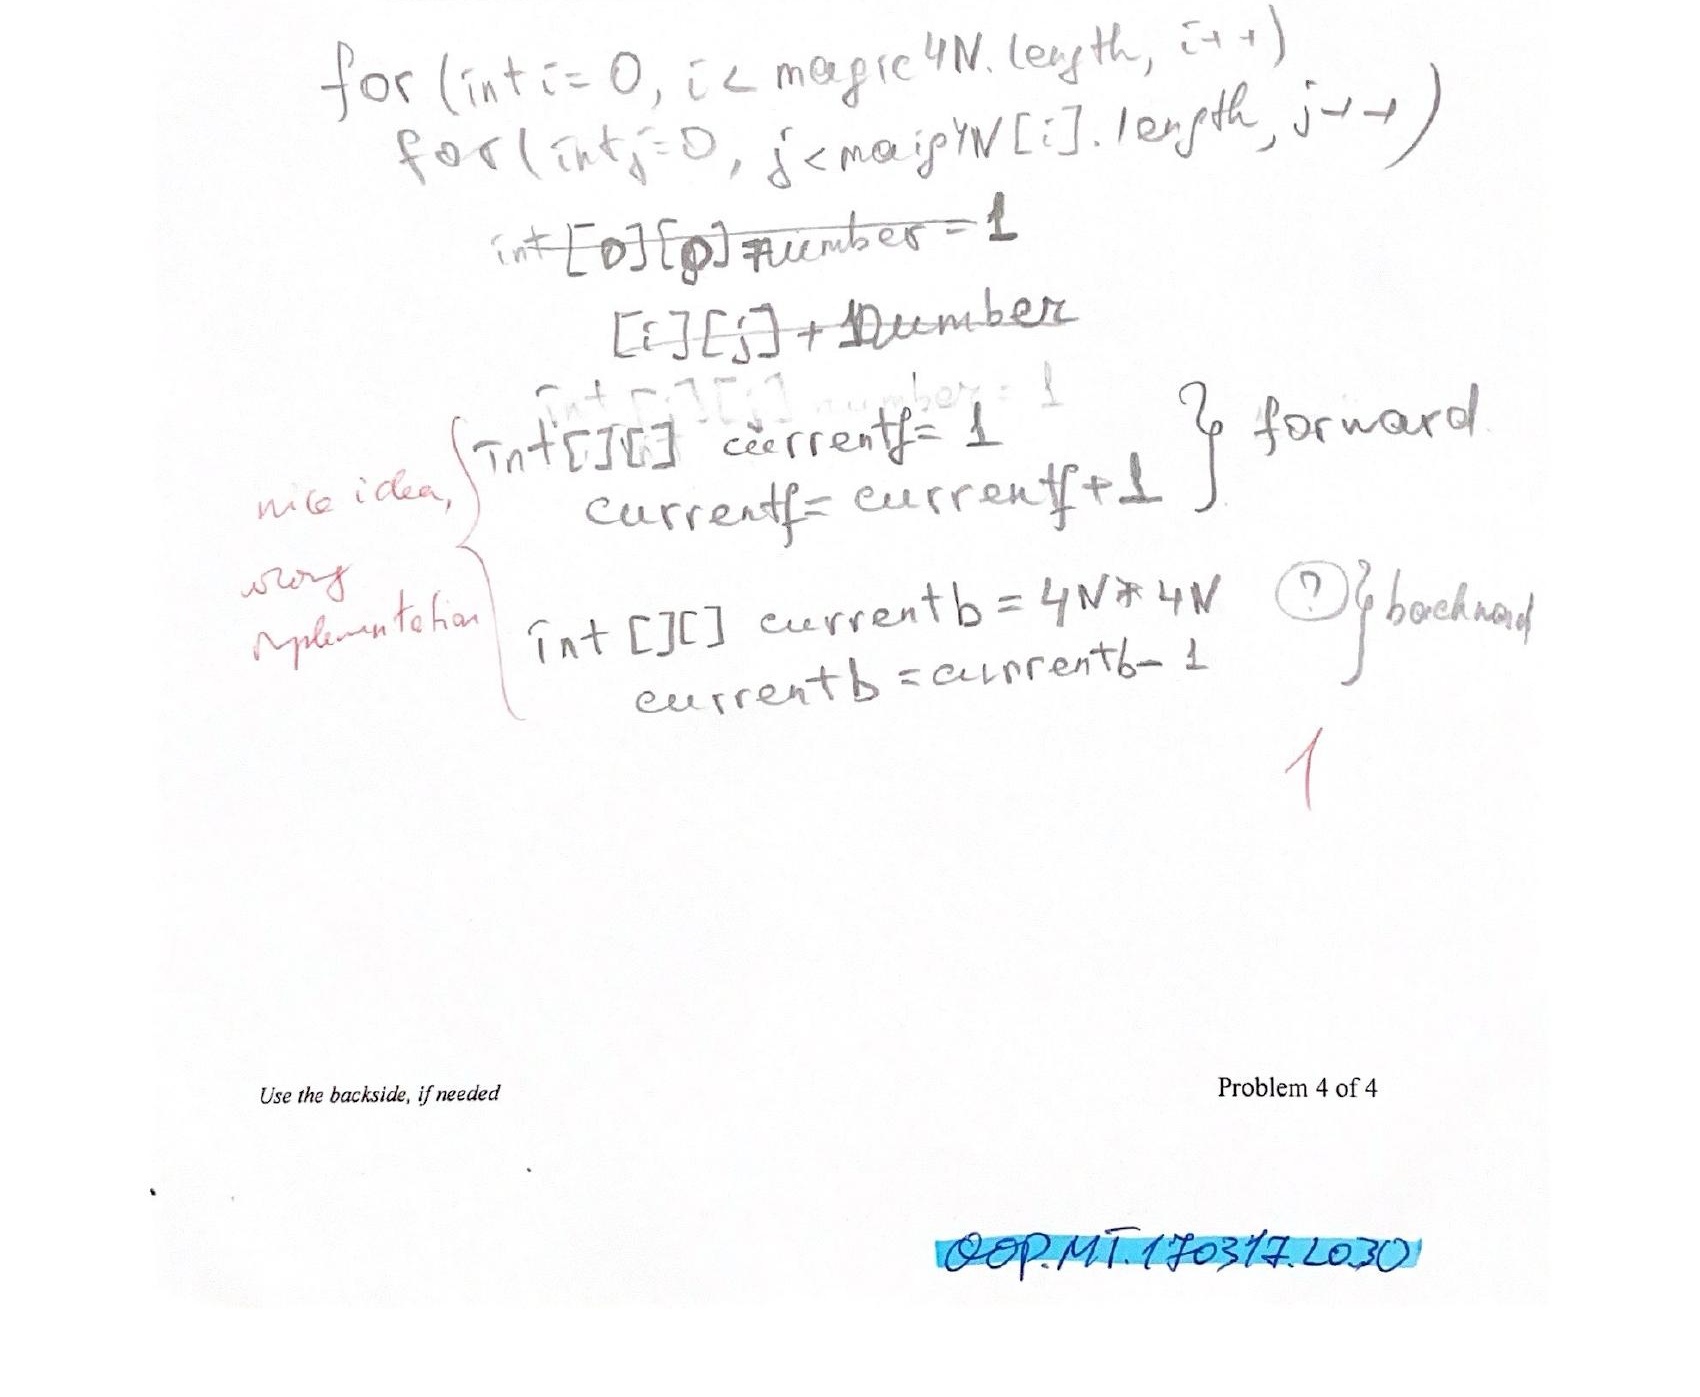 for (int i = 0, i < magic4N.length, i++)
for (int j = 0, j < maigi4N[i].length, j++)
int [0][0] number = 1
[i][j] + 1 number
int [i][j] number = 1
int [][] currentf = 1
currentf = currentf + 1
} forward
nice idea,
wrong
implementation
int [][] currentb = 4N * 4N
currentb = currentb - 1
? } backward
1
Use the backside, if needed
Problem 4 of 4
OOP.MT.170317.L030